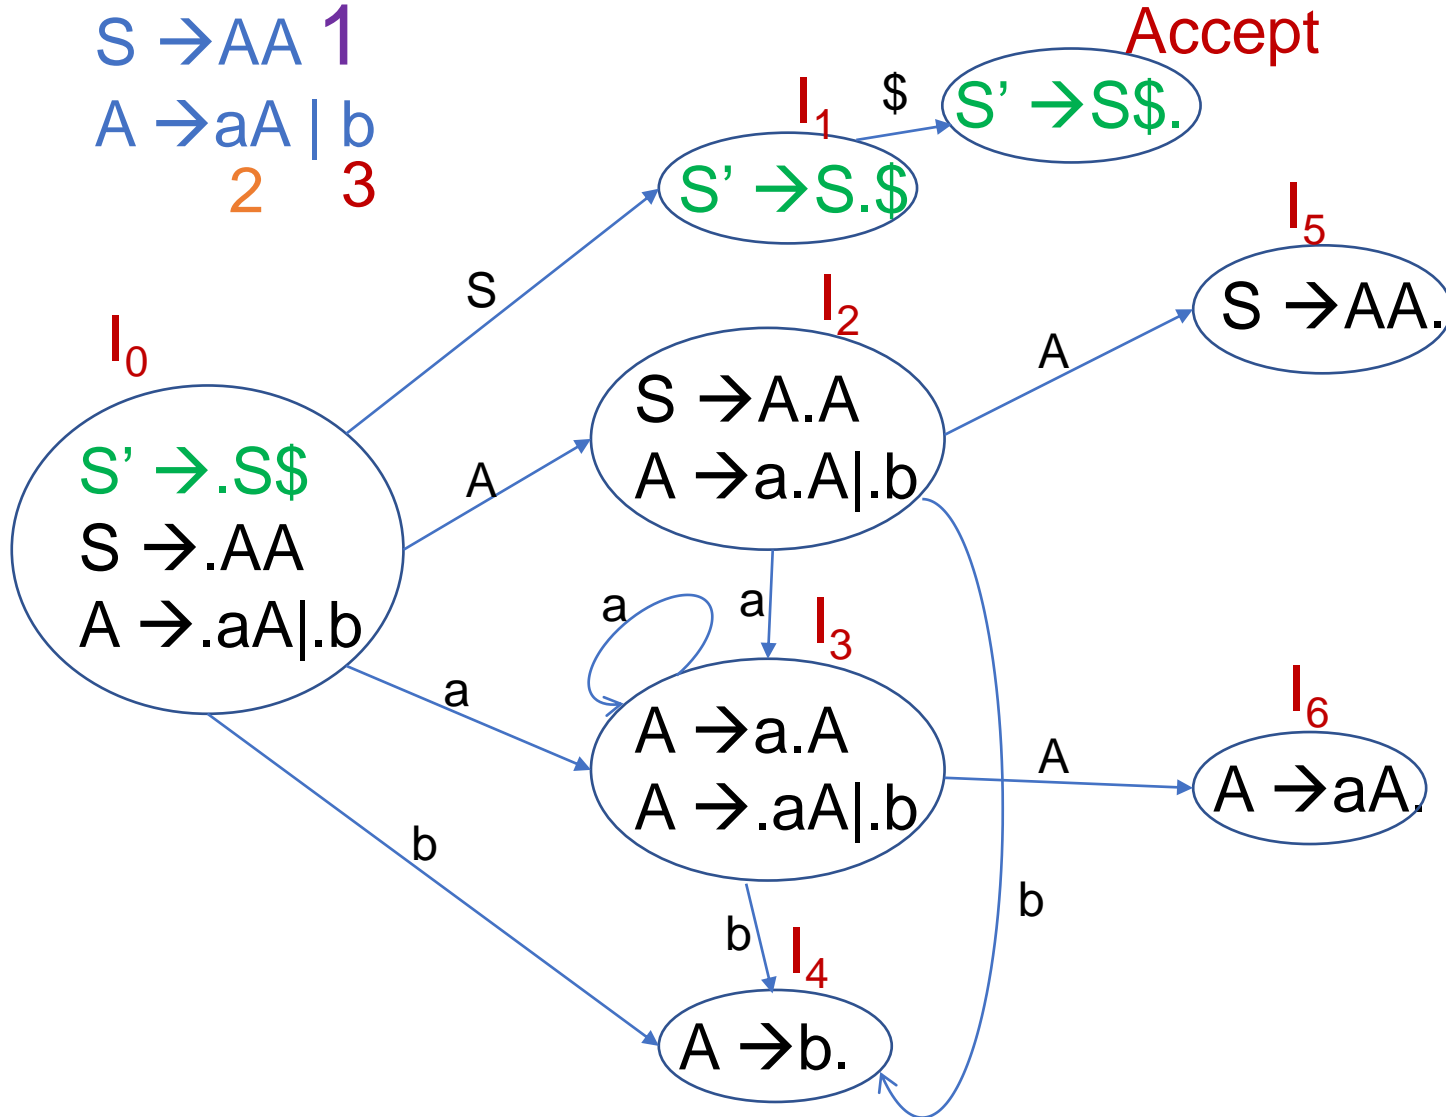 S →AA 1
A →aA | b
2 3
Accept
I1
$
S’ →S$.
S’ →S.$
I5
S →AA.
S
I2
A
I0
S →A.A
A →a.A|.b
A
S’ →.S$
S →.AA
A →.aA|.b
a
a
I3
a
A →a.A
A →.aA|.b
A
I6
A →aA.
b
b
b
I4
A →b.